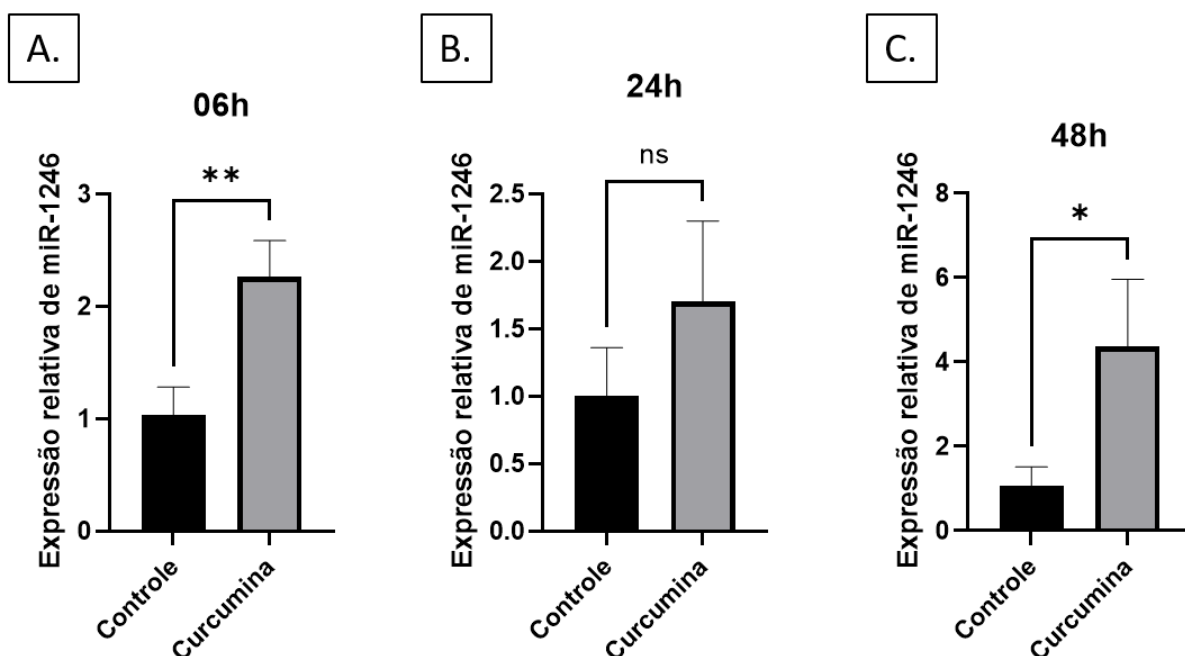 A.
06h
Expressão relativa de miR-1246
3
2
1
0
**
Controle
Curcumina
B.
24h
Expressão relativa de miR-1246
2.5
2.0
1.5
1.0
0.5
0.0
ns
Controle
Curcumina
C.
48h
Expressão relativa de miR-1246
8
6
4
2
0
*
Controle
Curcumina